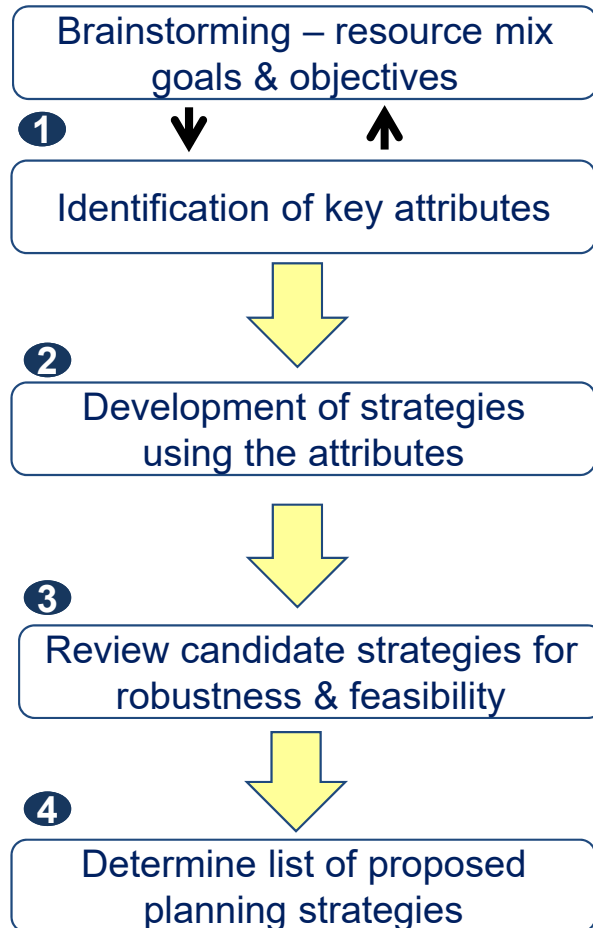 Brainstorming – resource mix
goals & objectives
1
Identification of key attributes
2
Development of strategies
using the attributes
3
Review candidate strategies for
robustness & feasibility
4
Determine list of proposed
planning strategies